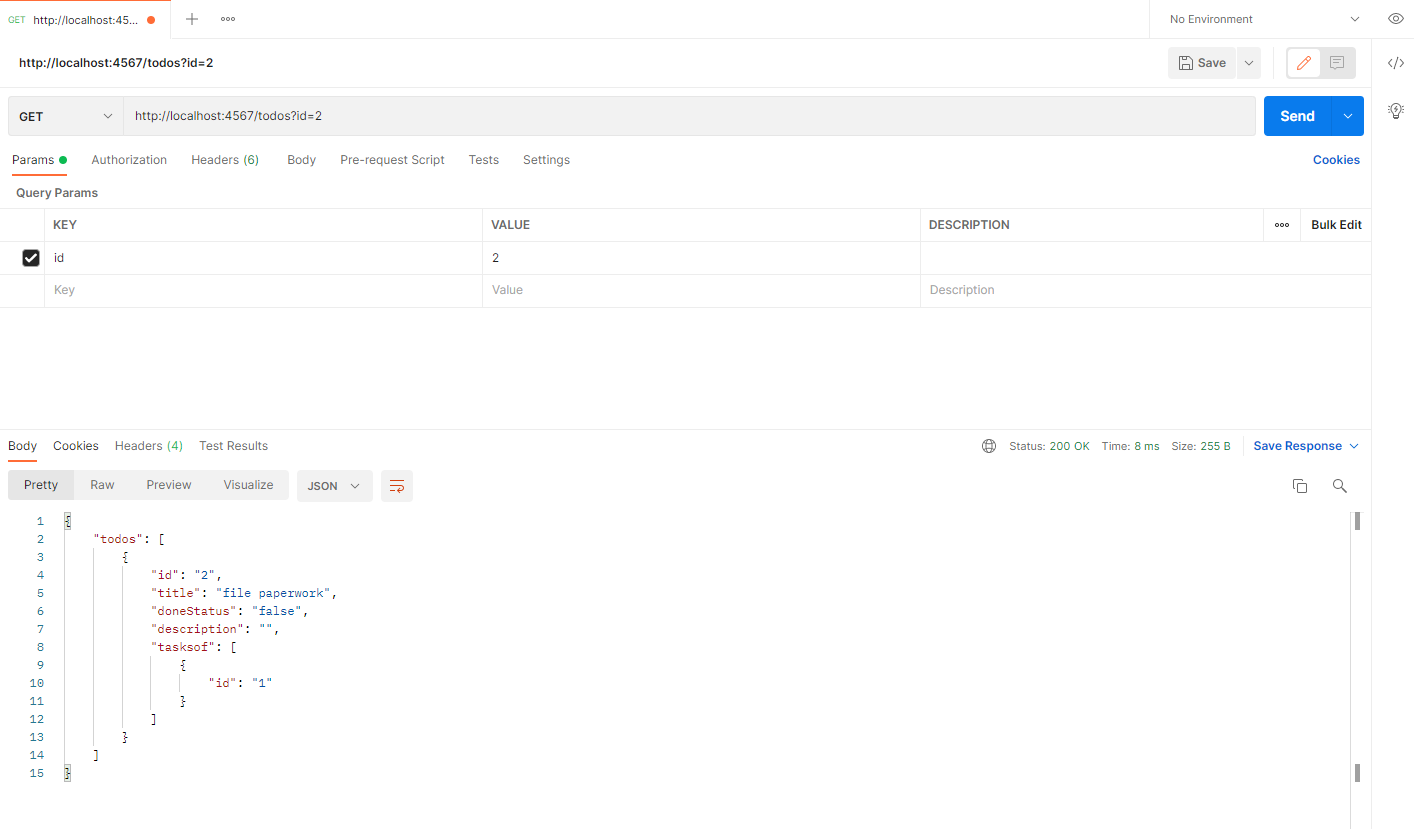 GET http://localhost:45...
No Environment
http://localhost:4567/todos?id=2
Save
GET http://localhost:4567/todos?id=2
Send
Params Authorization Headers (6) Body Pre-request Script Tests Settings Cookies
Query Params
KEY VALUE DESCRIPTION Bulk Edit
id 2
Key Value Description
Body Cookies Headers (4) Test Results Status: 200 OK Time: 8 ms Size: 255 B Save Response
Pretty Raw Preview Visualize JSON
1 {
2 "todos": [
3 {
4 "id": "2",
5 "title": "file paperwork",
6 "doneStatus": "false",
7 "description": "",
8 "tasksof": [
9 {
10 "id": "1"
11 }
12 ]
13 }
14 ]
15 }